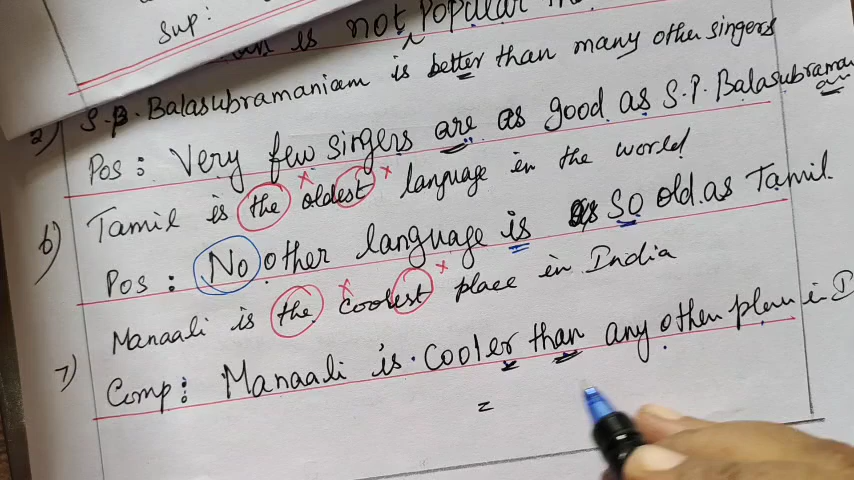 Sup:
is not popular
2) S.P. Balasubramaniam is better than many other singers
Pos : Very few singers are as good as S.P. Balasubramaniam
6) Tamil is the oldest language in the world
Pos : No other language is so old as Tamil.
7) Manaali is the coolest place in India
Comp : Manaali is cooler than any other place in I
=